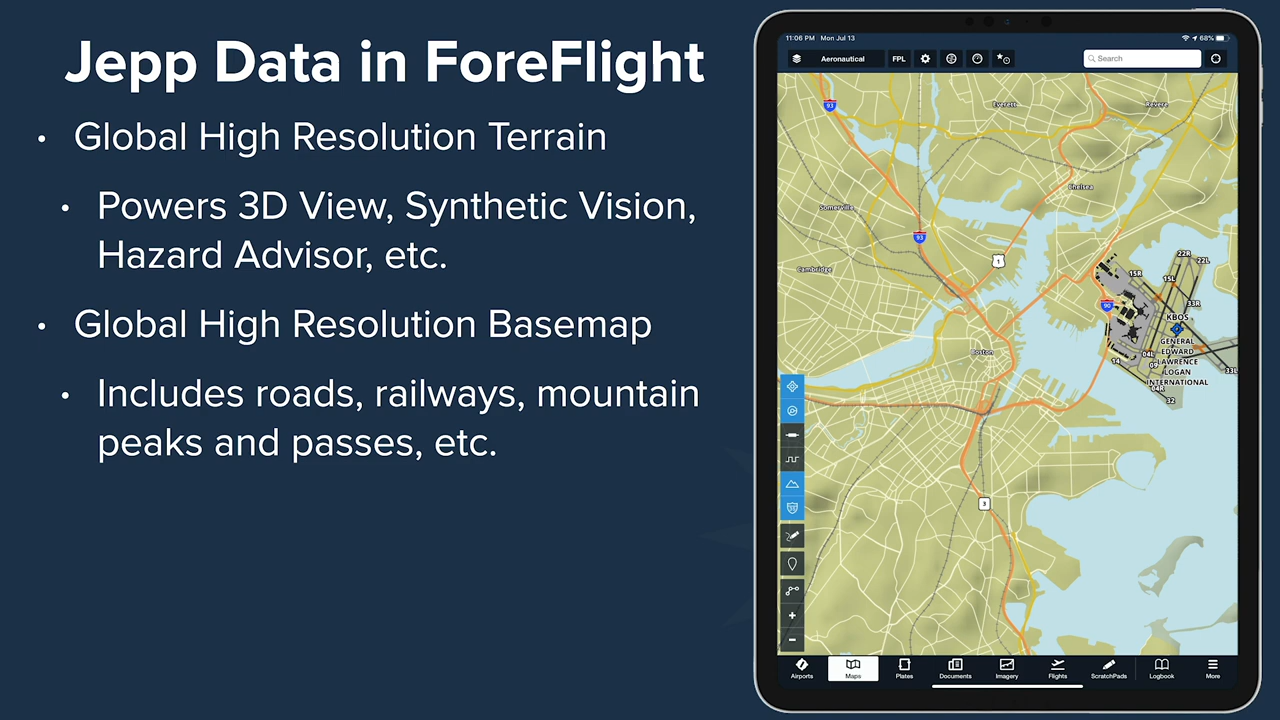 Jepp Data in ForeFlight
• Global High Resolution Terrain
• Powers 3D View, Synthetic Vision,
Hazard Advisor, etc.
• Global High Resolution Basemap
• Includes roads, railways, mountain
peaks and passes, etc.
11:06 PM Mon Jul 13
68%
Aeronautical
FPL
Search
93
Everett
Revere
Chelsea
Somerville
93
1
Cambridge
22R
22L
15R
15L
33R
90
KBOS
GENERAL
EDWARD
LAWRENCE
LOGAN
INTERNATIONAL
Boston
04L
14
09
33L
04R
32
3
Airports
Maps
Plates
Documents
Imagery
Flights
ScratchPads
Logbook
More